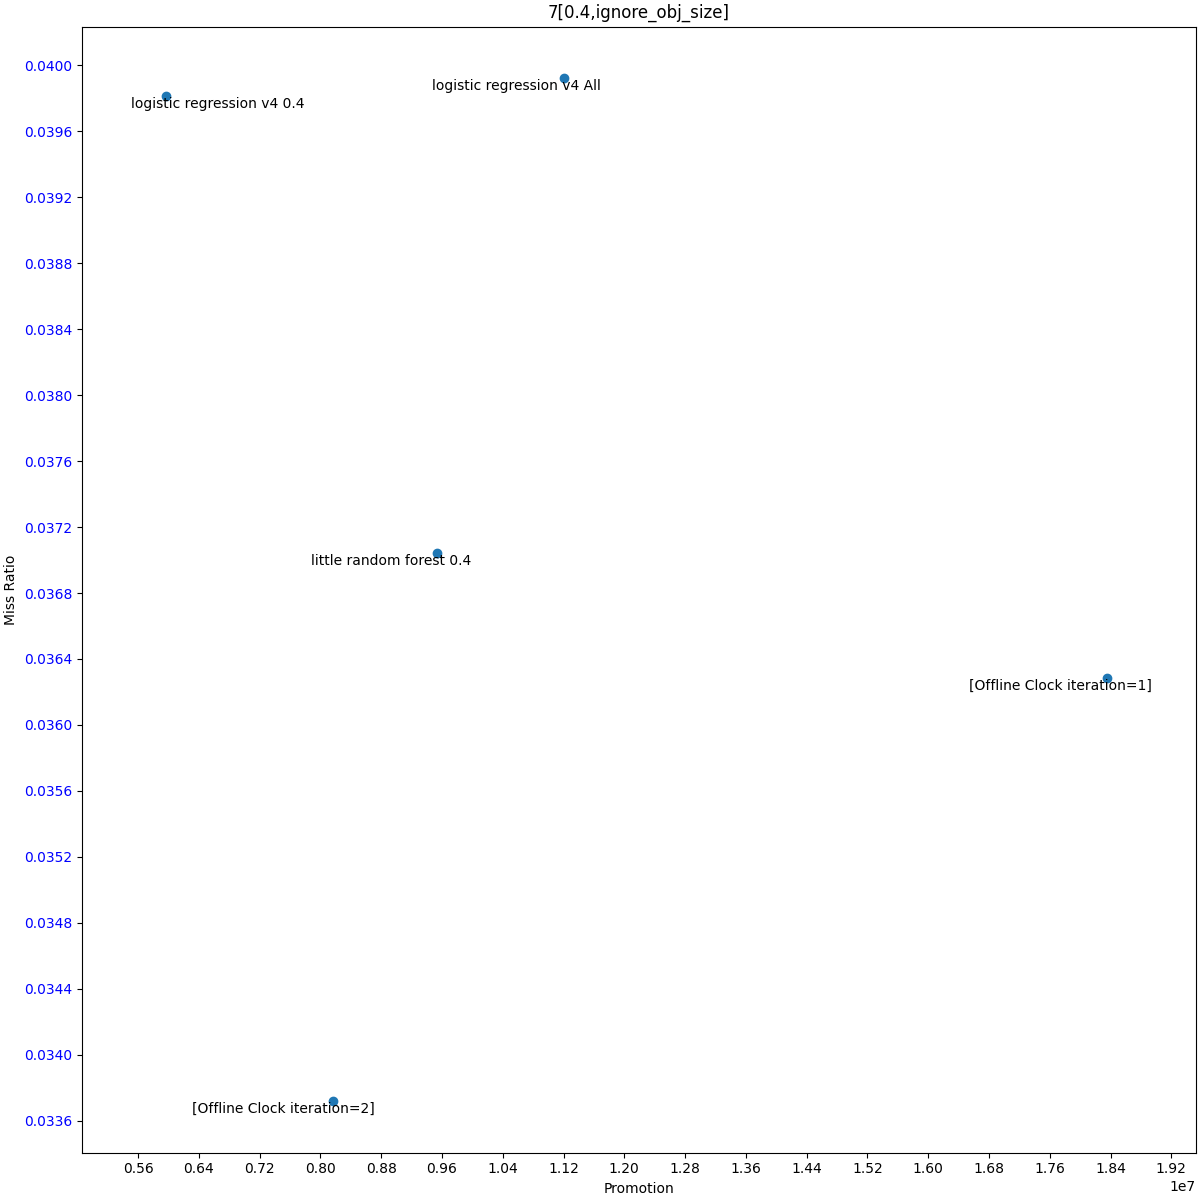 7[0.4,ignore_obj_size]
0.0400
logistic regression v4 All
logistic regression v4 0.4
0.0396
0.0392
0.0388
0.0384
0.0380
0.0376
0.0372
little random forest 0.4
0.0368
Miss Ratio
0.0364
[Offline Clock iteration=1]
0.0360
0.0356
0.0352
0.0348
0.0344
0.0340
[Offline Clock iteration=2]
0.0336
0.56 0.64 0.72 0.80 0.88 0.96 1.04 1.12 1.20 1.28 1.36 1.44 1.52 1.60 1.68 1.76 1.84 1.92
Promotion
1e7